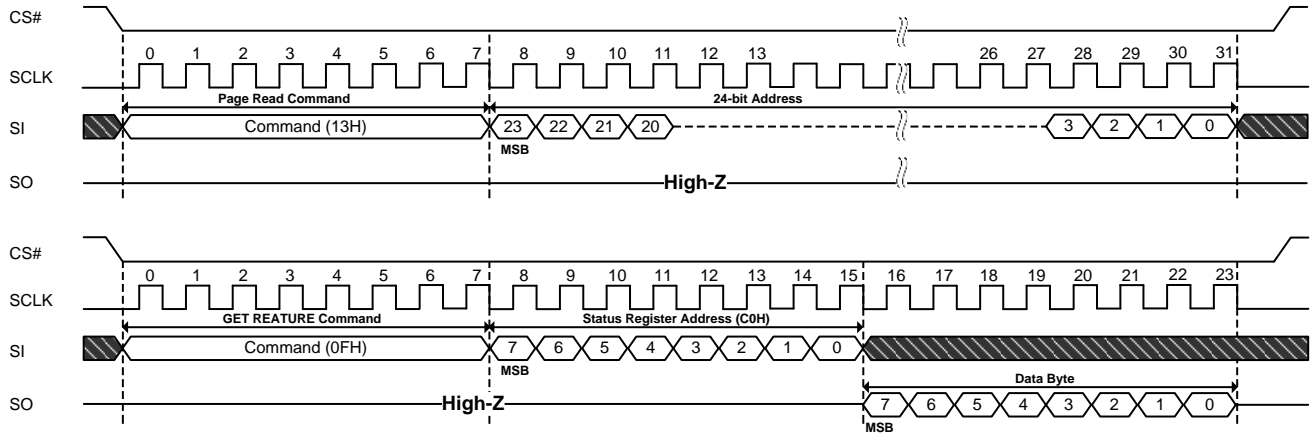 CS#
0 1 2 3 4 5 6 7 8 9 10 11 12 13 26 27 28 29 30 31
SCLK
Page Read Command 24-bit Address
SI Command (13H) 23 22 21 20 3 2 1 0
MSB
SO High-Z
CS#
0 1 2 3 4 5 6 7 8 9 10 11 12 13 14 15 16 17 18 19 20 21 22 23
SCLK
GET REATURE Command Status Register Address (C0H)
SI Command (0FH) 7 6 5 4 3 2 1 0
MSB
Data Byte
SO High-Z 7 6 5 4 3 2 1 0
MSB